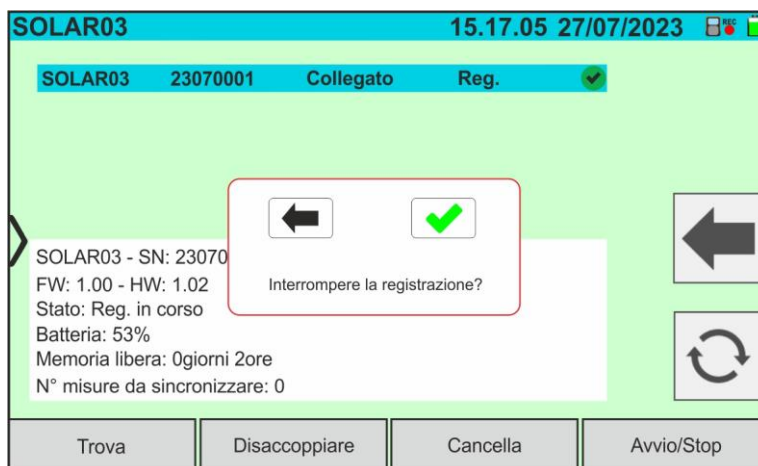 SOLAR03 15.17.05 27/07/2023 REC
SOLAR03 23070001 Collegato Reg.
SOLAR03 - SN: 23070
FW: 1.00 - HW: 1.02
Interrompere la registrazione?
Stato: Reg. in corso
Batteria: 53%
Memoria libera: 0giorni 2ore
N° misure da sincronizzare: 0
Trova Disaccoppiare Cancella Avvio/Stop